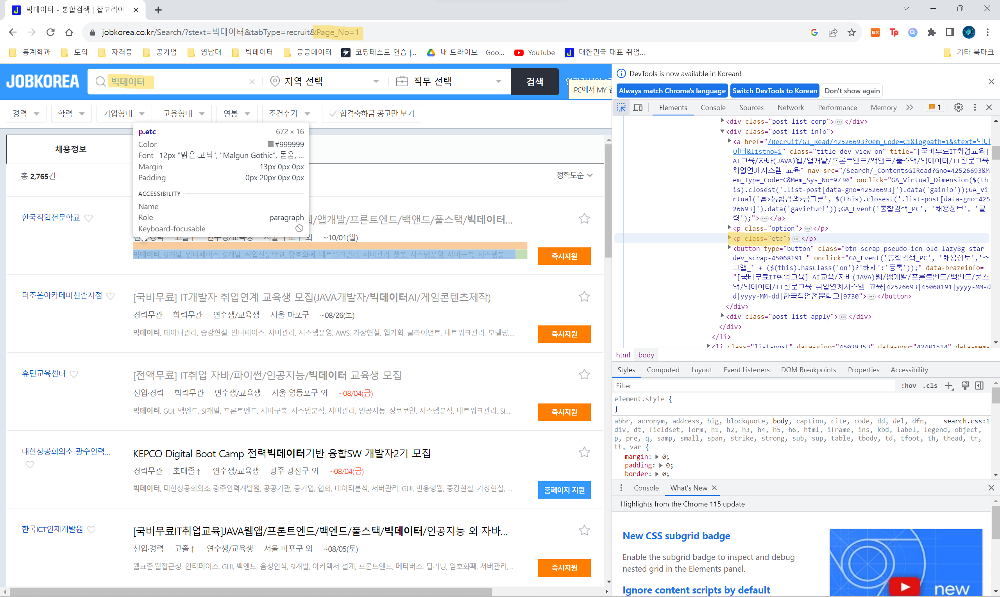 빅데이터 - 통합검색 | 잡코리아
jobkorea.co.kr/Search/?stext=빅데이터&tabType=recruit&Page_No=1
통계학과 토익 자격증 공기업 영남대 빅데이터 공공데이터 코딩테스트 연습 |... 내 드라이브 - Goo... YouTube 대한민국 대표 취업... 기타 북마크
JOBKOREA 빅데이터 지역 선택 직무 선택 검색
PC에서 MY
경력 학력 기업형태 고용형태 연봉 조건추가 합격축하금 공고만 보기
p.etc 672 × 16
Color #999999
Font 12px "맑은 고딕", "Malgun Gothic", 돋움, ...
Margin 13px 0px 0px
Padding 0px 20px 0px 0px
ACCESSIBILITY
Name
Role paragraph
Keyboard-focusable
채용정보
총 2,765건 정확도순
한국직업전문학교
/앱개발/프론트엔드/백앤드/풀스택/빅데이터...
~10/01(일)
빅데이터, SI개발, 인터페이스, SI개발, 직업전문학교, 암호화폐, 네트워크관리, 서버관리, 챗봇, 시스템운영, 서버구축, 시스템분...
즉시지원
더조은아카데미신촌지점
[국비무료] IT개발자 취업연계 교육생 모집(JAVA개발자/빅데이터AI/게임콘텐츠제작)
경력무관 학력무관 연수생/교육생 서울 마포구 ~08/26(토)
빅데이터, 데이터관리, 증강현실, 인터페이스, 서버관리, 시스템운영, AWS, 가상현실, 앱기획, 클라이언트, 네트워크관리, 모델링,...
즉시지원
휴먼교육센터
[전액무료] IT취업 자바/파이썬/인공지능/빅데이터 교육생 모집
신입·경력 학력무관 연수생/교육생 서울 영등포구 외 ~08/04(금)
빅데이터, GUI, 백엔드, SI개발, 프론트엔드, 서버구축, 시스템분석, 서버관리, 인공지능, 정보보안, 시스템분석, 네트워크관리, SI...
즉시지원
대한상공회의소 광주인력...
KEPCO Digital Boot Camp 전력빅데이터기반 융합SW 개발자2기 모집
경력무관 초대졸↑ 연수생/교육생 광주 광산구 외 ~08/04(금)
빅데이터, 대한상공회의소 광주인력개발원, 공공기관, 공기업, 협회, 데이터분석, 서버관리, GUI, 반응형웹, 증강현실, 가상현실, ...
홈페이지 지원
한국ICT인재개발원
[국비무료IT취업교육]JAVA웹앱/프론트엔드/백엔드/풀스택/빅데이터/인공지능 외 자바...
신입·경력 고졸↑ 연수생/교육생 서울 마포구 외 ~08/05(토)
웹표준·웹접근성, 인터페이스, GUI, 백엔드, 음성인식, SI개발, 아키텍처 설계, 프론트엔드, 메타버스, 딥러닝, 암호화폐, 서버관리,...
즉시지원
DevTools is now available in Korean!
Always match Chrome's language Switch DevTools to Korean Don't show again
Elements Console Sources Network Performance Memory 1
<div class="post-list-corp">…</div>
<div class="post-list-info">
<a href="/Recruit/GI_Read/42526693?Oem_Code=C1&logpath=1&stext=빅데
이터&listno=1" class="title dev_view on" title="[국비무료IT취업교육]
AI교육/자바(JAVA)웹/앱개발/프론트엔드/백앤드/풀스택/빅데이터/IT전문교육
취업연계시스템 교육" nav-src="/Search/_ContentsGIRead?Gno=42526693&M
em_Type_Code=C&Mem_Sys_No=9730" onclick="GA_Virtual_Dimension($(th
is).closest('.list-post[data-gno=42526693]').data('gainfo'));GA_Vi
rtual('홈>통합검색>공고뷰', $(this).closest('.list-post[data-gno=425
26693]').data('gavirturl'));GA_Event('통합검색_PC', '채용정보', '클
릭');">…</a>
<p class="option">…</p>
<p class="etc">…</p>
<button type="button" class="btn-scrap pseudo-icn-old lazyBg star
dev_scrap-45068191 " onclick="GA_Event('통합검색_PC', '채용정보','스
크랩_' + ($(this).hasClass('on')?'해제':'등록'));" data-brazeinfo=
"[국비무료IT취업교육] AI교육/자바(JAVA)웹/앱개발/프론트엔드/백앤드/풀스
택/빅데이터/IT전문교육 취업연계시스템 교육|42526693|45068191|yyyy-MM-d
d|yyyy-MM-dd|한국직업전문학교|9730">…</button>
</div>
<div class="post-list-apply">…</div>
</div>
</li>
<li class="list-post" data-gino="45028353" data-gno="42481514" data-mem-
html body
Styles Computed Layout Event Listeners DOM Breakpoints Properties Accessibility
Filter :hov .cls
element.style {
}
abbr, acronym, address, big, blockquote, body, caption, cite, code, dd, del, dfn, search.css:1
div, dt, fieldset, form, h1, h2, h3, h4, h5, h6, html, iframe, ins, kbd, label, legend, object,
p, pre, q, samp, small, span, strike, strong, sub, sup, table, tbody, td, tfoot, th, thead, tr,
tt, var {
margin: 0;
padding: 0;
border: 0;
Console What's New
Highlights from the Chrome 115 update
New CSS subgrid badge
Enable the subgrid badge to inspect and debug
nested grid in the Elements panel.
Ignore content scripts by default
new